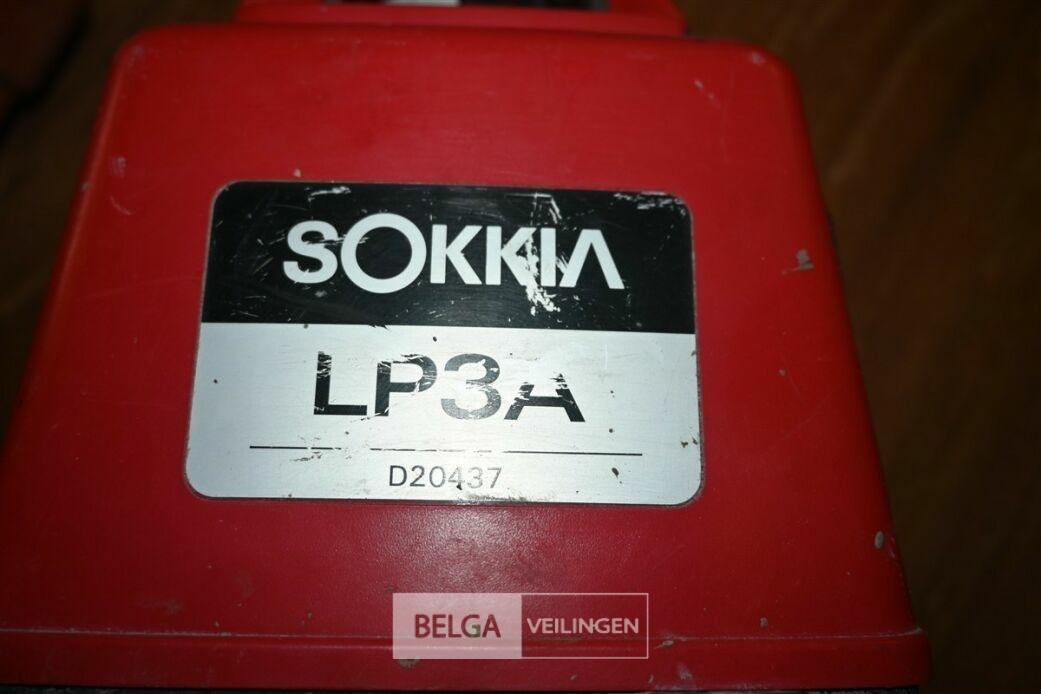 SOKKIA
LP3A
D20437
BELGA VEILINGEN